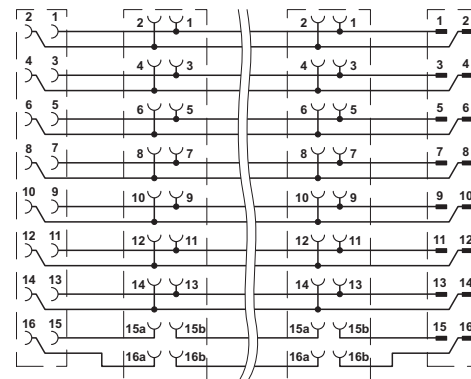 2 1 2 1 2 1 1 2
4 3 4 3 4 3 3 4
6 5 6 5 6 5 5 6
8 7 8 7 8 7 7 8
10 9 10 9 10 9 9 10
12 11 12 11 12 11 11 12
14 13 14 13 14 13 13 14
16 15 15a 15b 15a 15b 15 16
16a 16b 16a 16b